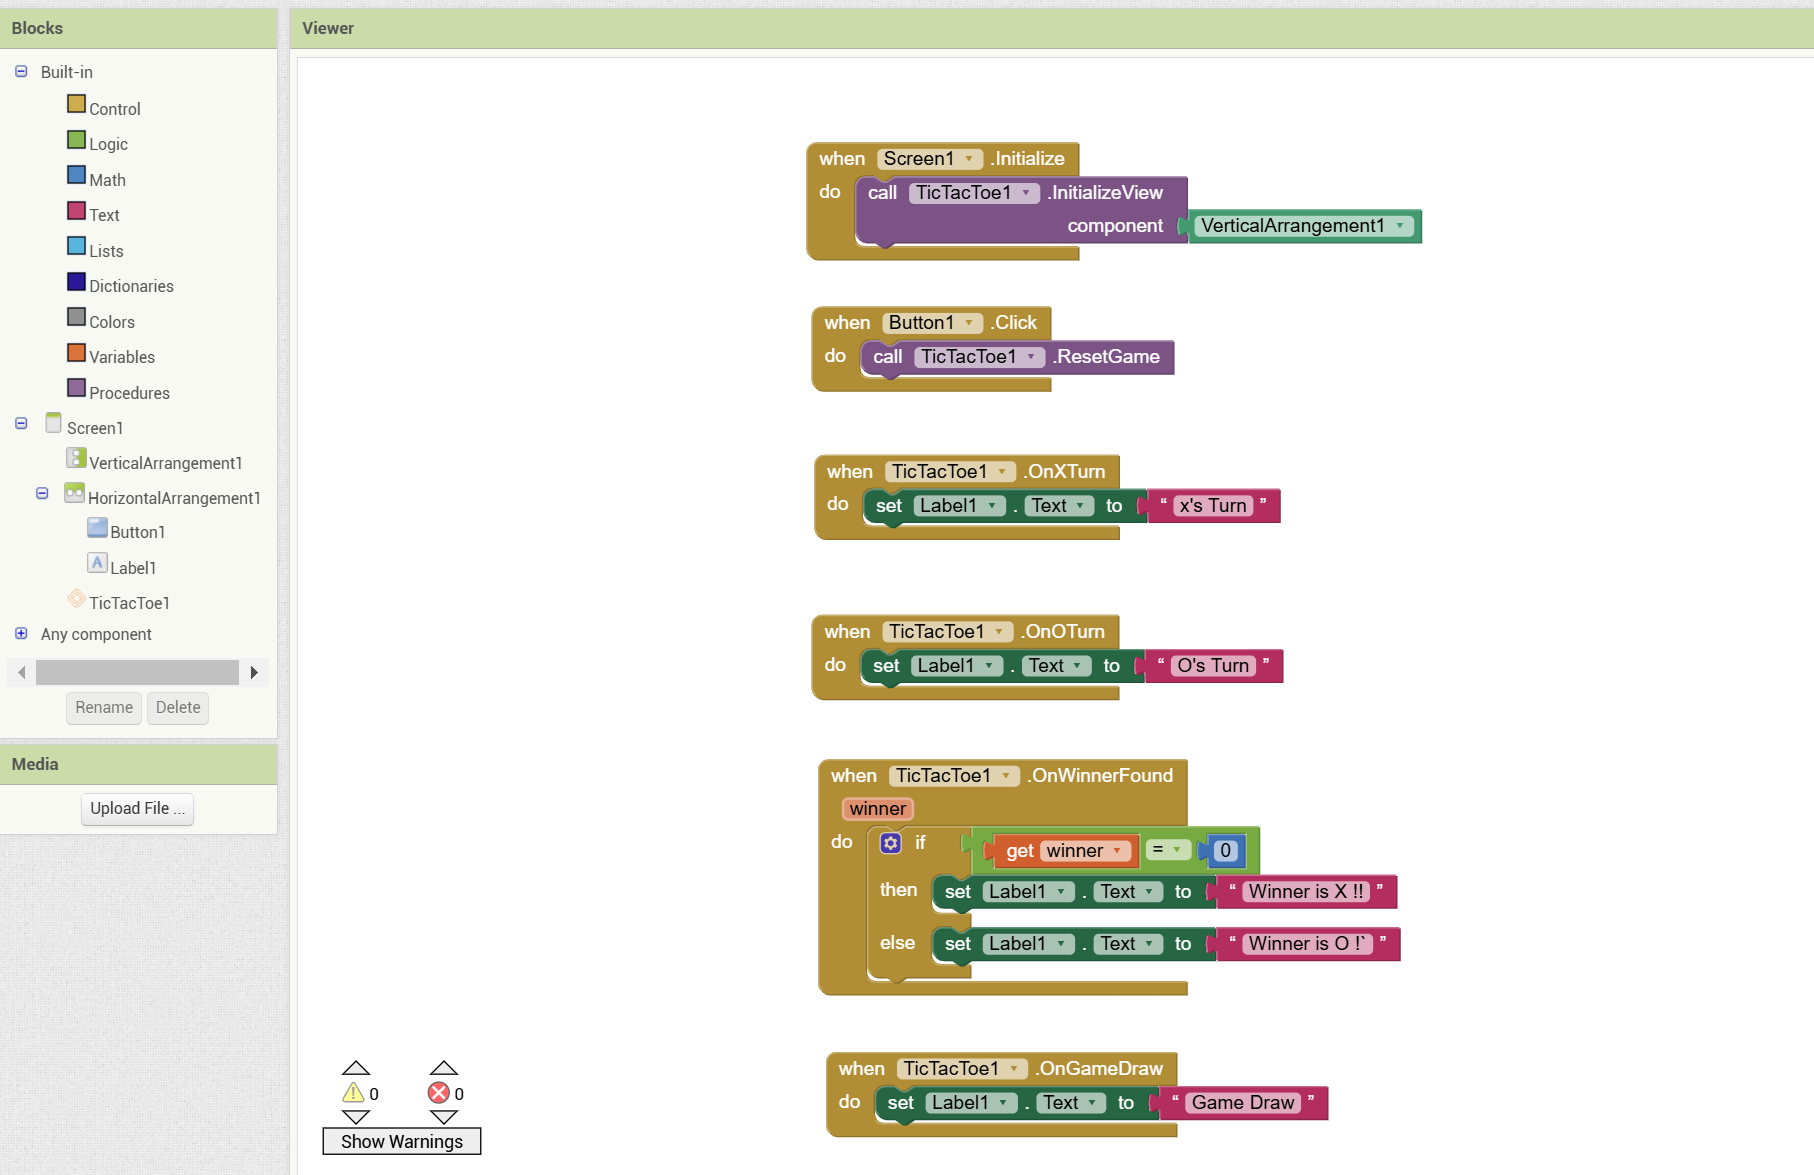 Blocks
Built-in
Control
Logic
Math
Text
Lists
Dictionaries
Colors
Variables
Procedures
Screen1
VerticalArrangement1
HorizontalArrangement1
Button1
Label1
TicTacToe1
Any component
Rename Delete
Media
Upload File ...
Viewer
when Screen1 .Initialize
do call TicTacToe1 .InitializeView
component VerticalArrangement1
when Button1 .Click
do call TicTacToe1 .ResetGame
when TicTacToe1 .OnXTurn
do set Label1 . Text to “ x's Turn ”
when TicTacToe1 .OnOTurn
do set Label1 . Text to “ O's Turn ”
when TicTacToe1 .OnWinnerFound
winner
do if get winner = 0
then set Label1 . Text to “ Winner is X !! ”
else set Label1 . Text to “ Winner is O !` ”
when TicTacToe1 .OnGameDraw
do set Label1 . Text to “ Game Draw ”
0 0
Show Warnings